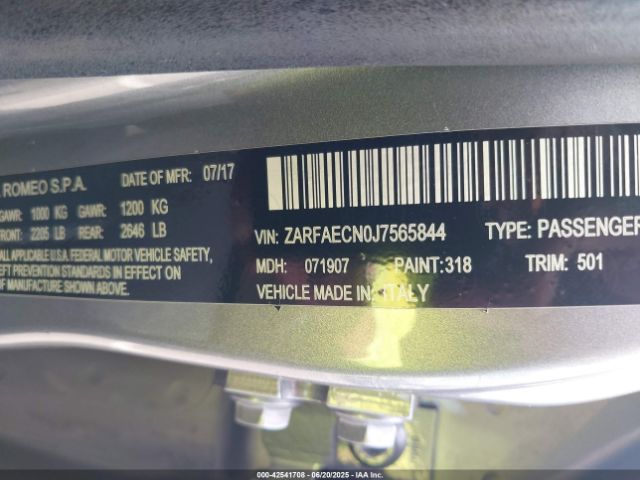 ROMEO S.P.A. DATE OF MFR: 07/17
GAWR: 1000 KG GAWR: 1200 KG
FRONT: 2205 LB REAR: 2646 LB
ALL APPLICABLE U.S.A. FEDERAL MOTOR VEHICLE SAFETY,
THEFT PREVENTION STANDARDS IN EFFECT
OF MANUFACTURE SHOWN ABOVE.
VIN: ZARFAECN0J7565844 TYPE: PASSENGER
MDH: 071907 PAINT:318 TRIM: 501
VEHICLE MADE IN: ITALY
000-42541708 | 06/20/2025 | Copyright IAA, Inc.